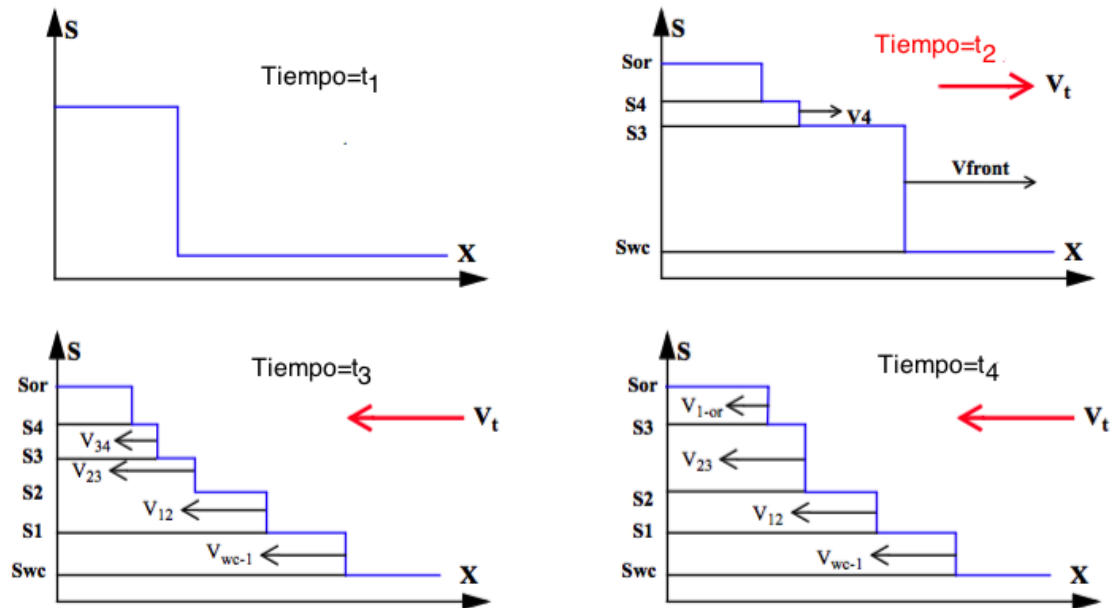 S
Tiempo=t1
X
S
Tiempo=t2
Sor
Vt
S4
V4
S3
Vfront
Swc
X
S
Tiempo=t3
Sor
Vt
S4
V34
S3
V23
S2
V12
S1
Vwc-1
Swc
X
S
Tiempo=t4
Sor
V1-or
Vt
S3
V23
S2
V12
S1
Vwc-1
Swc
X